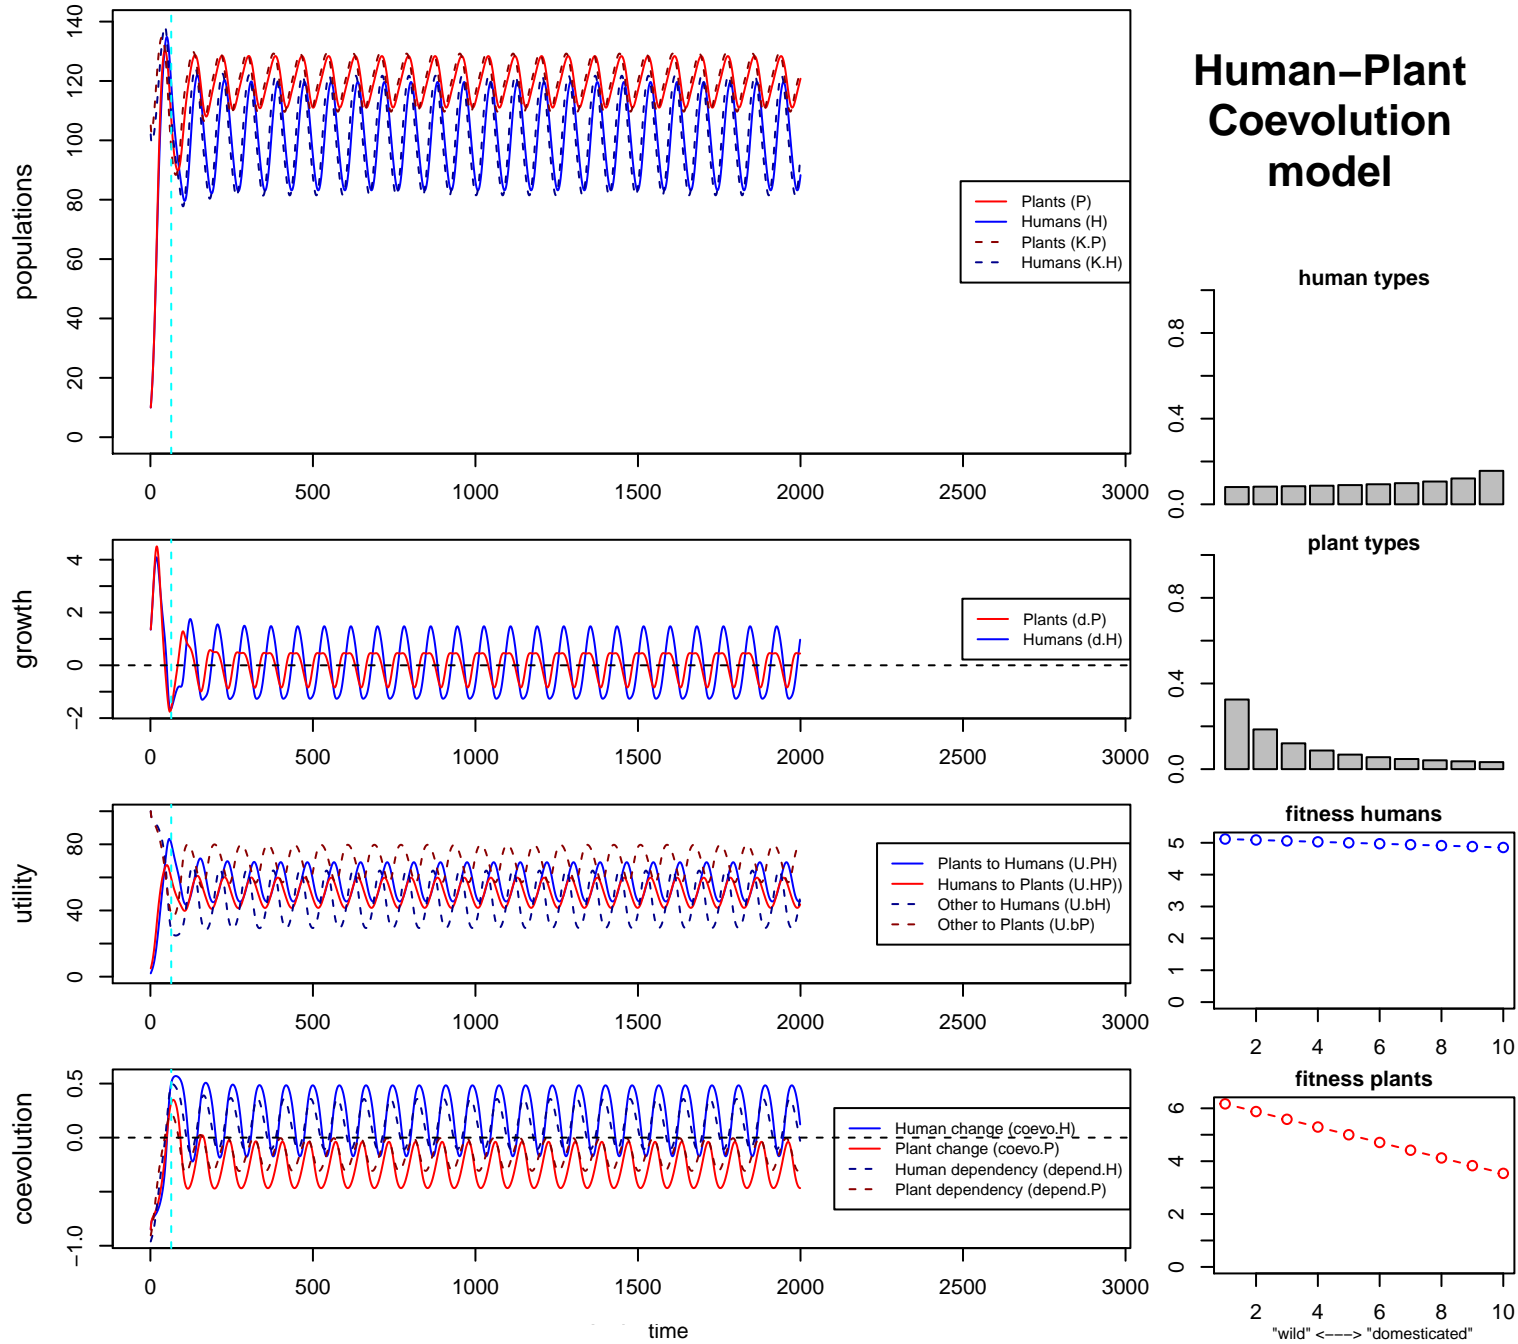 Human–Plant
Coevolution
model
populations
0
20
40
60
80
100
120
140
Plants (P)
Humans (H)
Plants (K.P)
Humans (K.H)
0
500
1000
1500
2000
2500
3000
growth
−2
0
2
4
Plants (d.P)
Humans (d.H)
0
500
1000
1500
2000
2500
3000
utility
0
40
80
Plants to Humans (U.PH)
Humans to Plants (U.HP))
Other to Humans (U.bH)
Other to Plants (U.bP)
0
500
1000
1500
2000
2500
3000
coevolution
−1.0
0.0
0.5
Human change (coevo.H)
Plant change (coevo.P)
Human dependency (depend.H)
Plant dependency (depend.P)
0
500
1000
1500
2000
2500
3000
time
human types
0.0
0.4
0.8
plant types
0.0
0.4
0.8
fitness humans
0
1
2
3
4
5
2
4
6
8
10
fitness plants
0
2
4
6
2
4
6
8
10
"wild" <−−−> "domesticated"